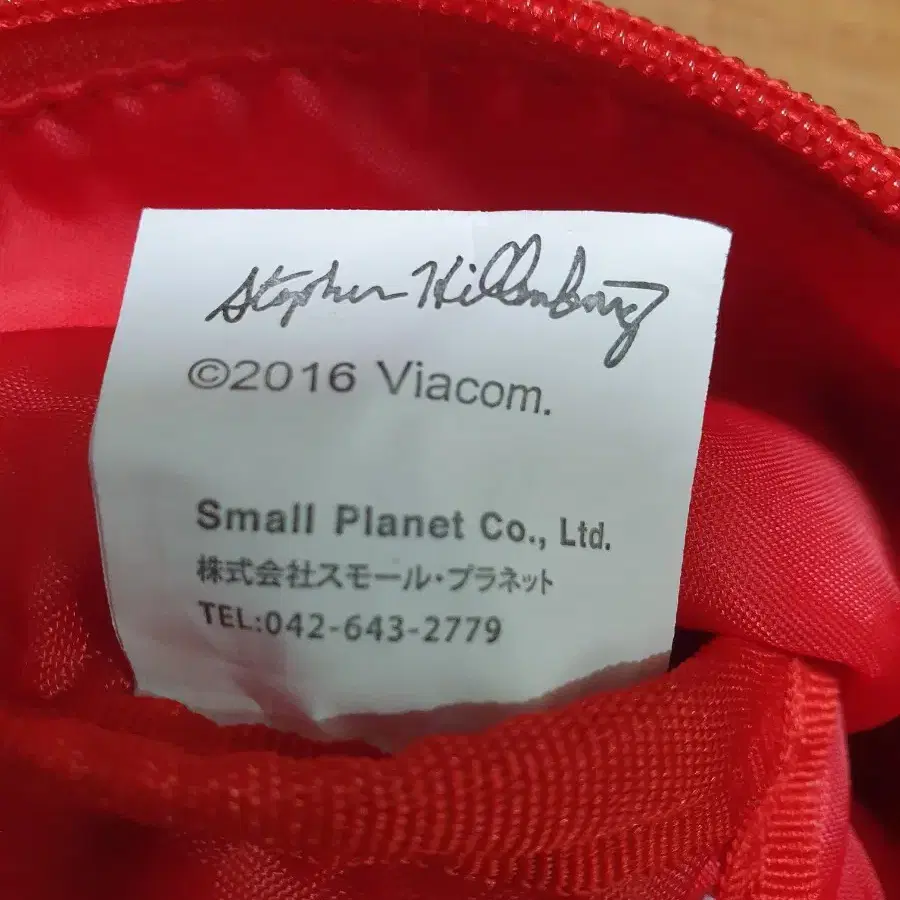 Stephen Hillenburg
©2016 Viacom.
Small Planet Co., Ltd.
株式会社スモール・プラネット
TEL:042-643-2779